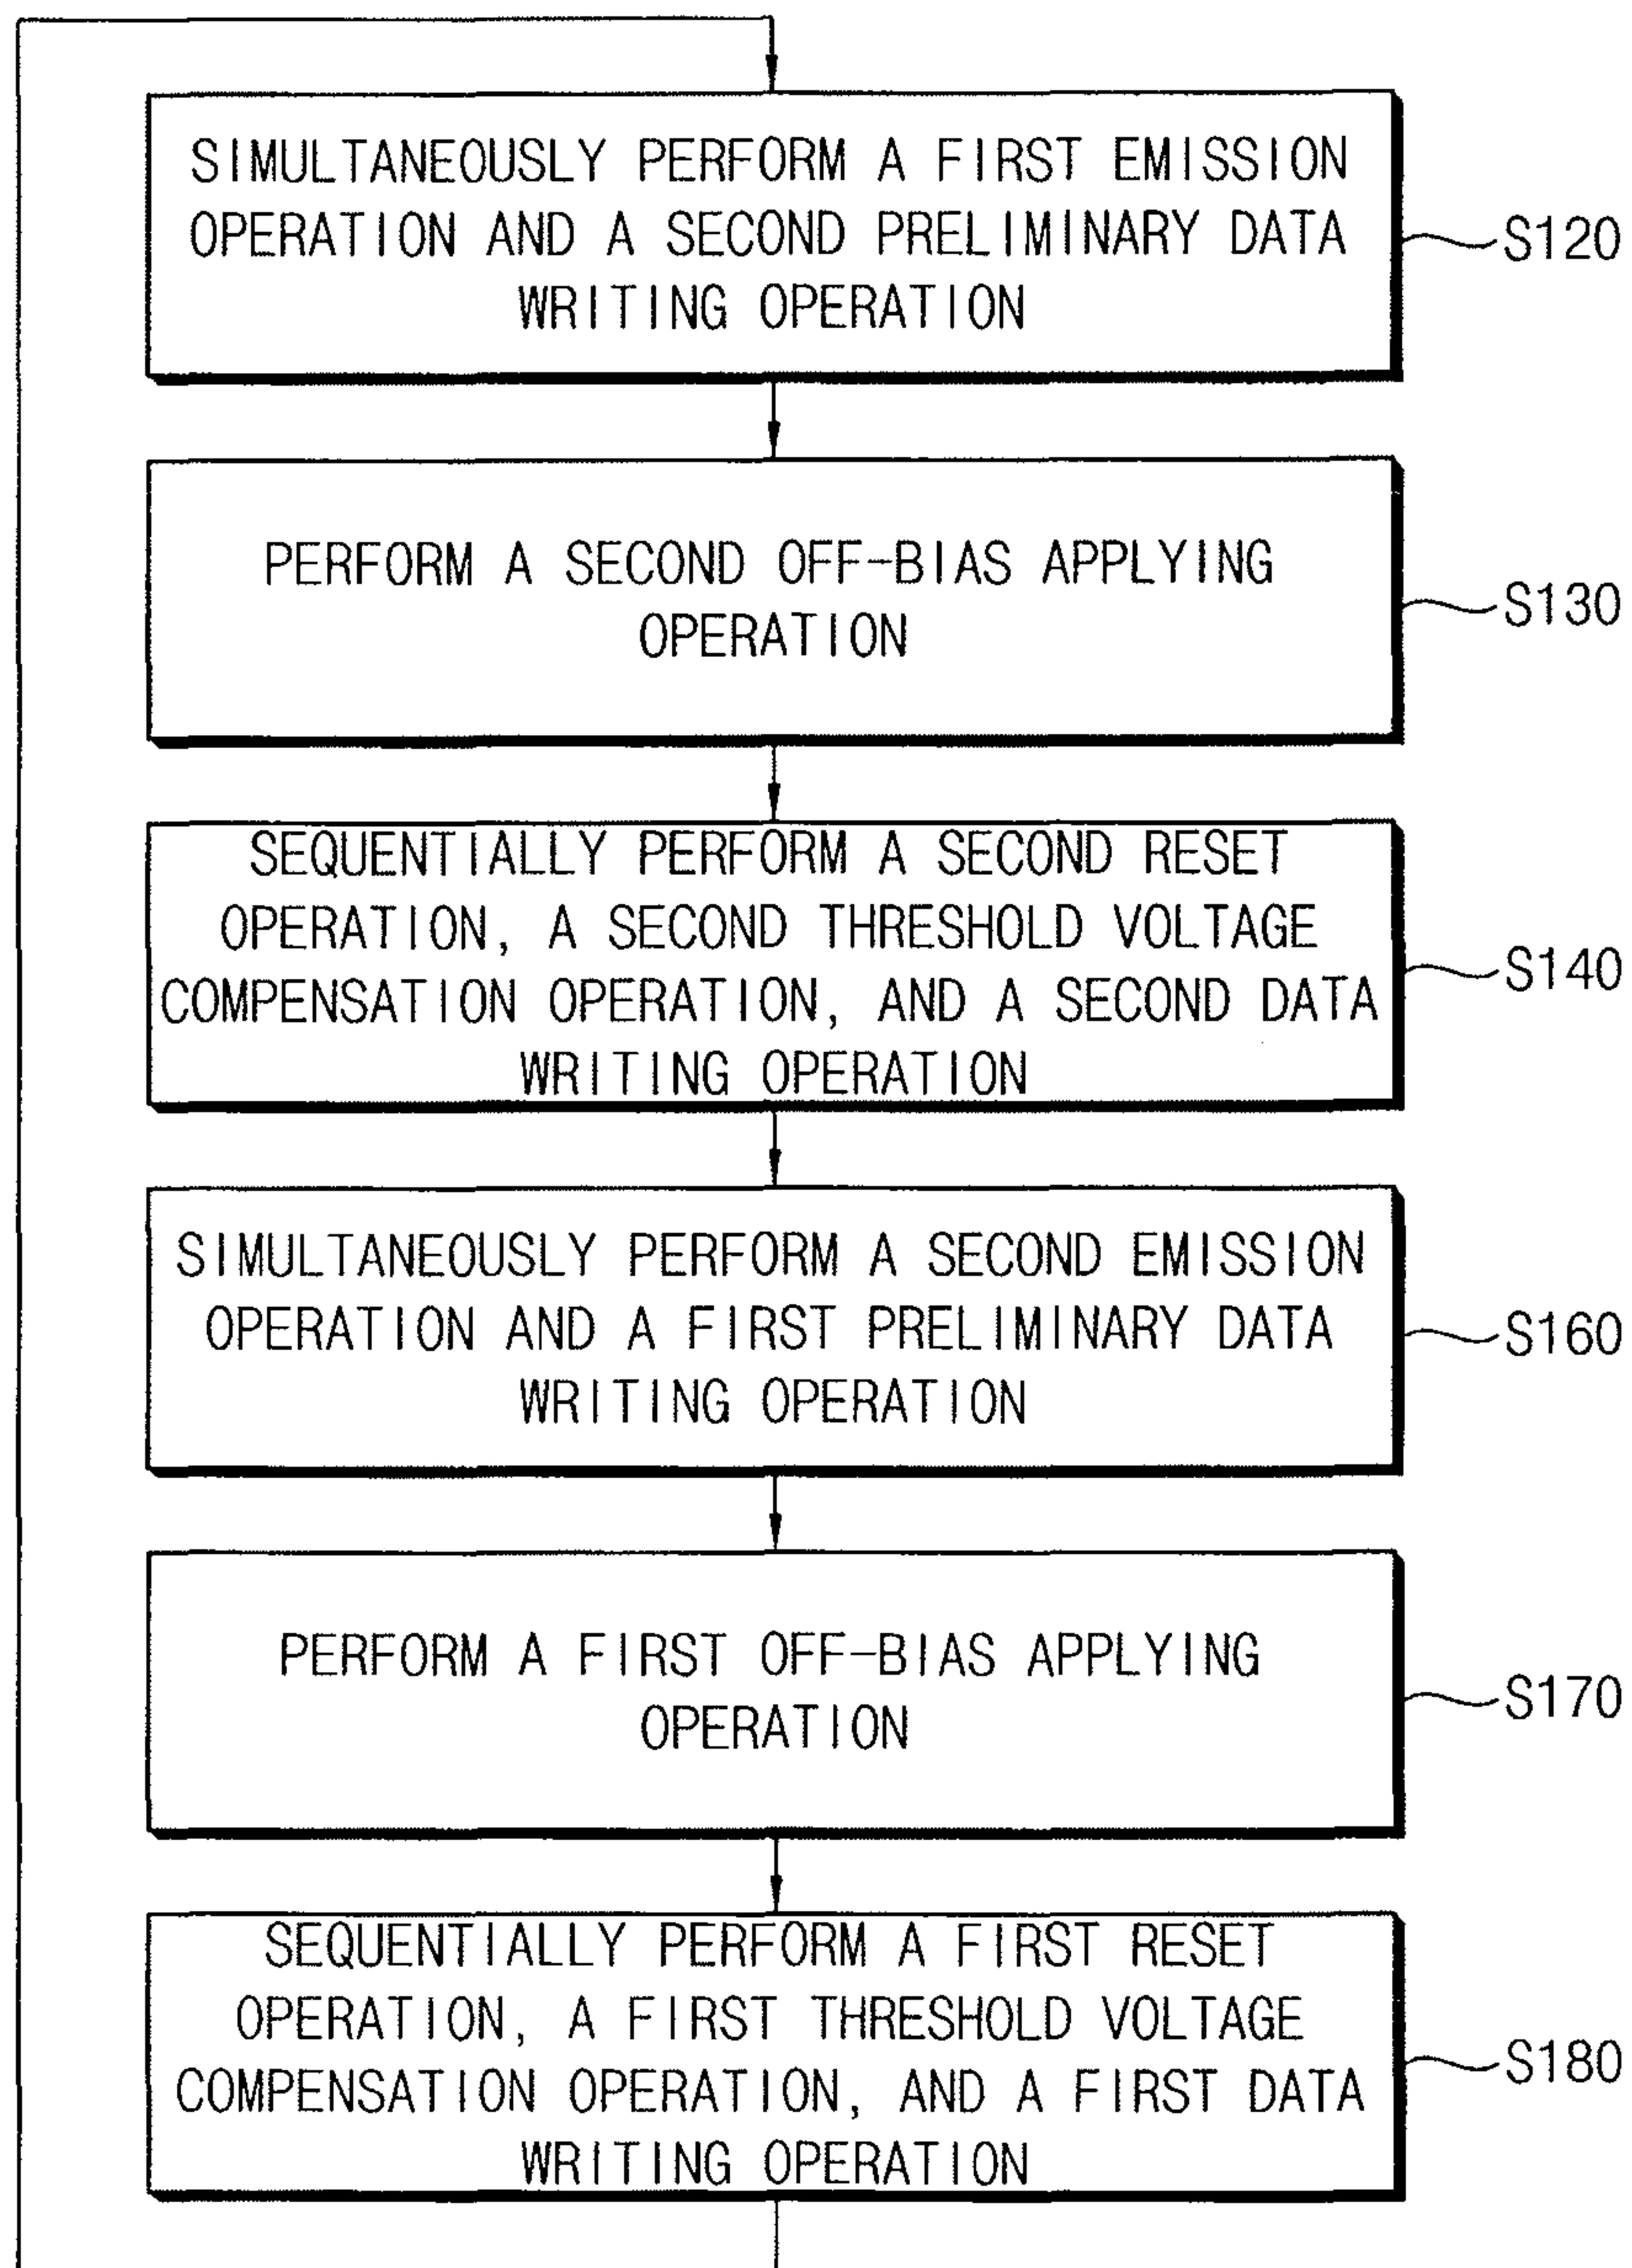 SIMULTANEOUSLY PERFORM A FIRST EMISSION
OPERATION AND A SECOND PRELIMINARY DATA
WRITING OPERATION
S120
PERFORM A SECOND OFF-BIAS APPLYING
OPERATION
S130
SEQUENTIALLY PERFORM A SECOND RESET
OPERATION, A SECOND THRESHOLD VOLTAGE
COMPENSATION OPERATION, AND A SECOND DATA
WRITING OPERATION
S140
SIMULTANEOUSLY PERFORM A SECOND EMISSION
OPERATION AND A FIRST PRELIMINARY DATA
WRITING OPERATION
S160
PERFORM A FIRST OFF-BIAS APPLYING
OPERATION
S170
SEQUENTIALLY PERFORM A FIRST RESET
OPERATION, A FIRST THRESHOLD VOLTAGE
COMPENSATION OPERATION, AND A FIRST DATA
WRITING OPERATION
S180